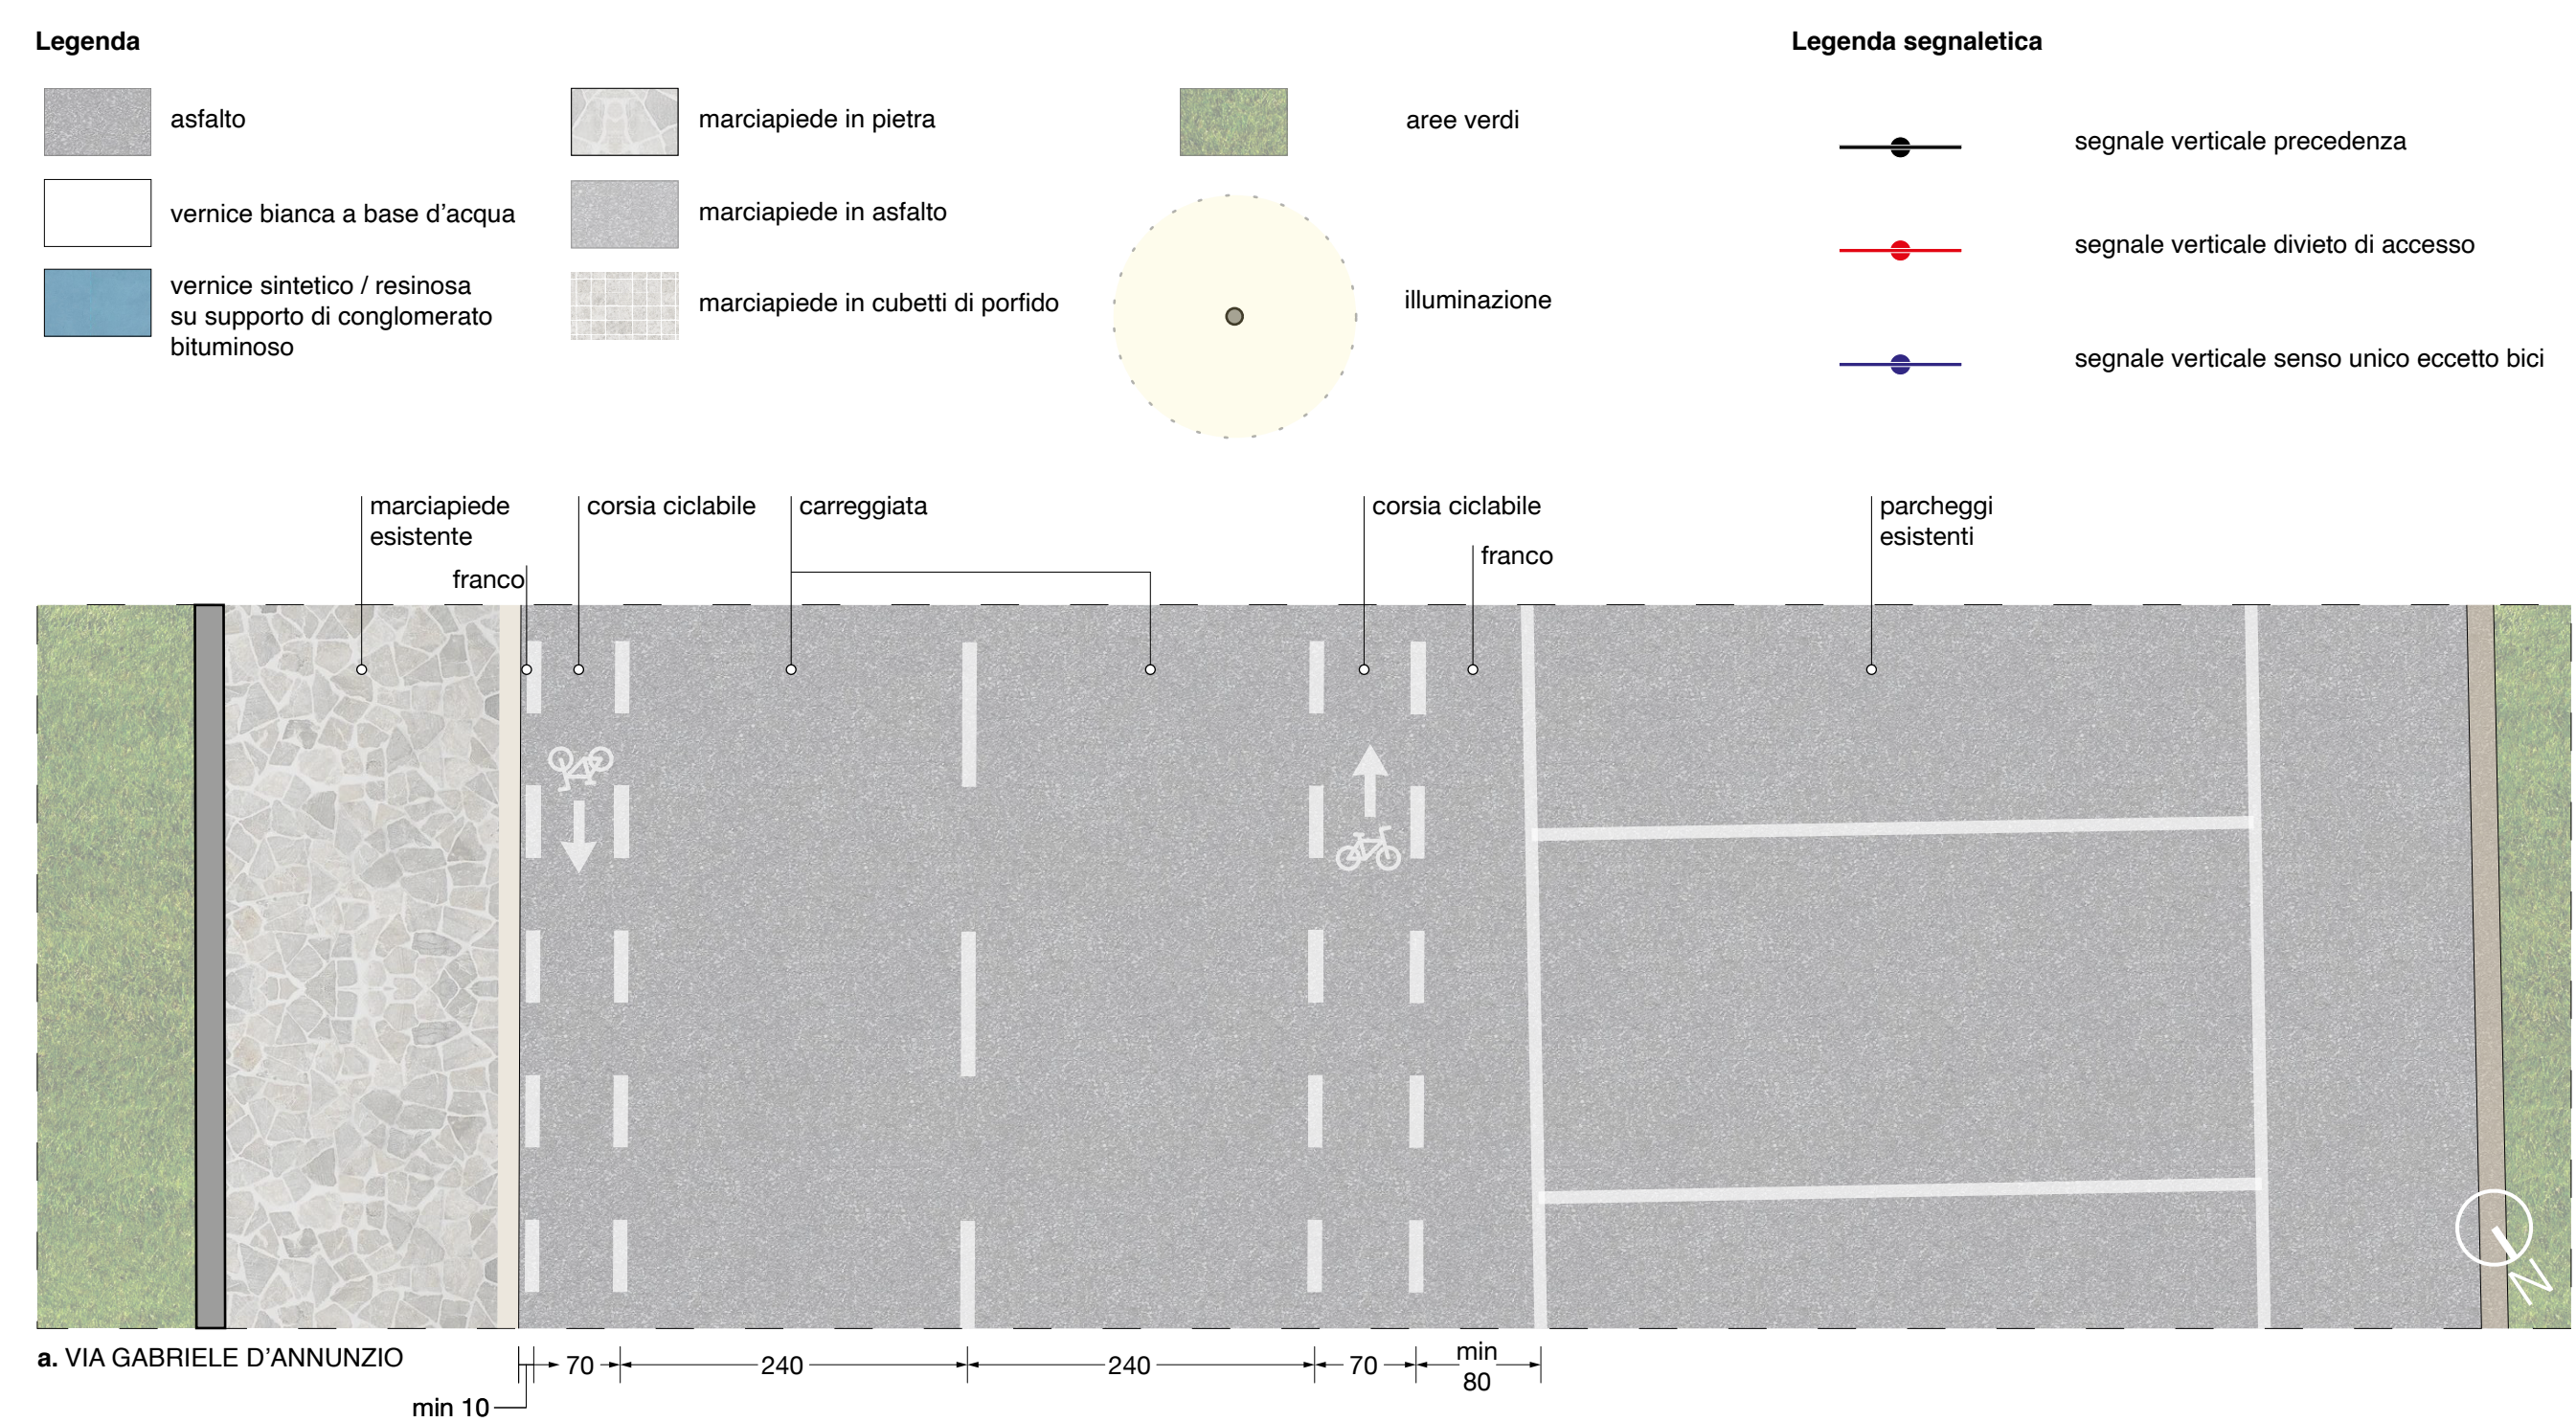 Legenda
asfalto
vernice bianca a base d’acqua
vernice sintetico / resinosa
su supporto di conglomerato
bituminoso
marciapiede in pietra
marciapiede in asfalto
marciapiede in cubetti di porfido
aree verdi
illuminazione
Legenda segnaletica
segnale verticale precedenza
segnale verticale divieto di accesso
segnale verticale senso unico eccetto bici
marciapiede
esistente
franco
corsia ciclabile
carreggiata
corsia ciclabile
franco
parcheggi
esistenti
N
a. VIA GABRIELE D’ANNUNZIO
min 10
70
240
240
70
min
80